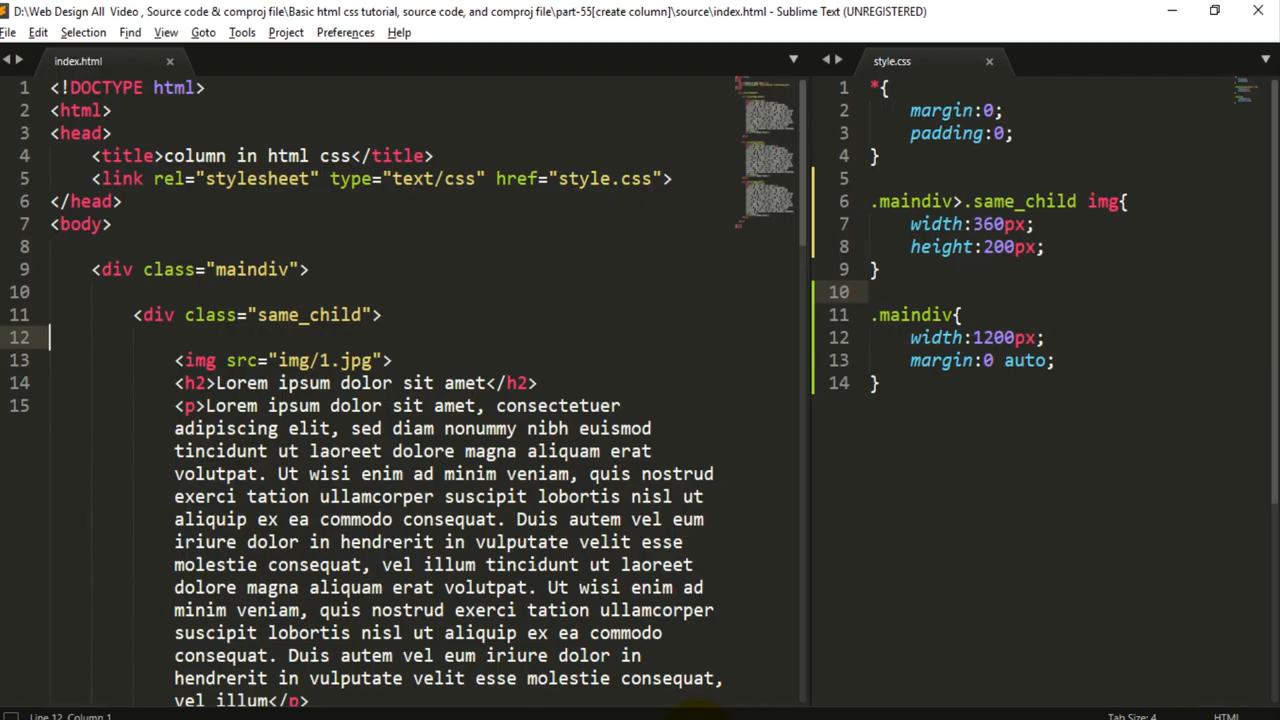 D:\Web Design All  Video , Source code & comproj file\Basic html css tutorial, source code, and comproj file\part-55[create column]\source\index.html - Sublime Text (UNREGISTERED)
File Edit Selection Find View Goto Tools Project Preferences Help
index.html
1 <!DOCTYPE html>
2 <html>
3 <head>
4 <title>column in html css</title>
5 <link rel="stylesheet" type="text/css" href="style.css">
6 </head>
7 <body>
8
9 <div class="maindiv">
10
11 <div class="same_child">
12
13 <img src="img/1.jpg">
14 <h2>Lorem ipsum dolor sit amet</h2>
15 <p>Lorem ipsum dolor sit amet, consectetuer
adipiscing elit, sed diam nonummy nibh euismod
tincidunt ut laoreet dolore magna aliquam erat
volutpat. Ut wisi enim ad minim veniam, quis nostrud
exerci tation ullamcorper suscipit lobortis nisl ut
aliquip ex ea commodo consequat. Duis autem vel eum
iriure dolor in hendrerit in vulputate velit esse
molestie consequat, vel illum tincidunt ut laoreet
dolore magna aliquam erat volutpat. Ut wisi enim ad
minim veniam, quis nostrud exerci tation ullamcorper
suscipit lobortis nisl ut aliquip ex ea commodo
consequat. Duis autem vel eum iriure dolor in
hendrerit in vulputate velit esse molestie consequat,
vel illum</p>
style.css
1 *{
2 margin:0;
3 padding:0;
4 }
5
6 .maindiv>.same_child img{
7 width:360px;
8 height:200px;
9 }
10
11 .maindiv{
12 width:1200px;
13 margin:0 auto;
14 }
Line 12, Column 1
Tab Size: 4
HTML